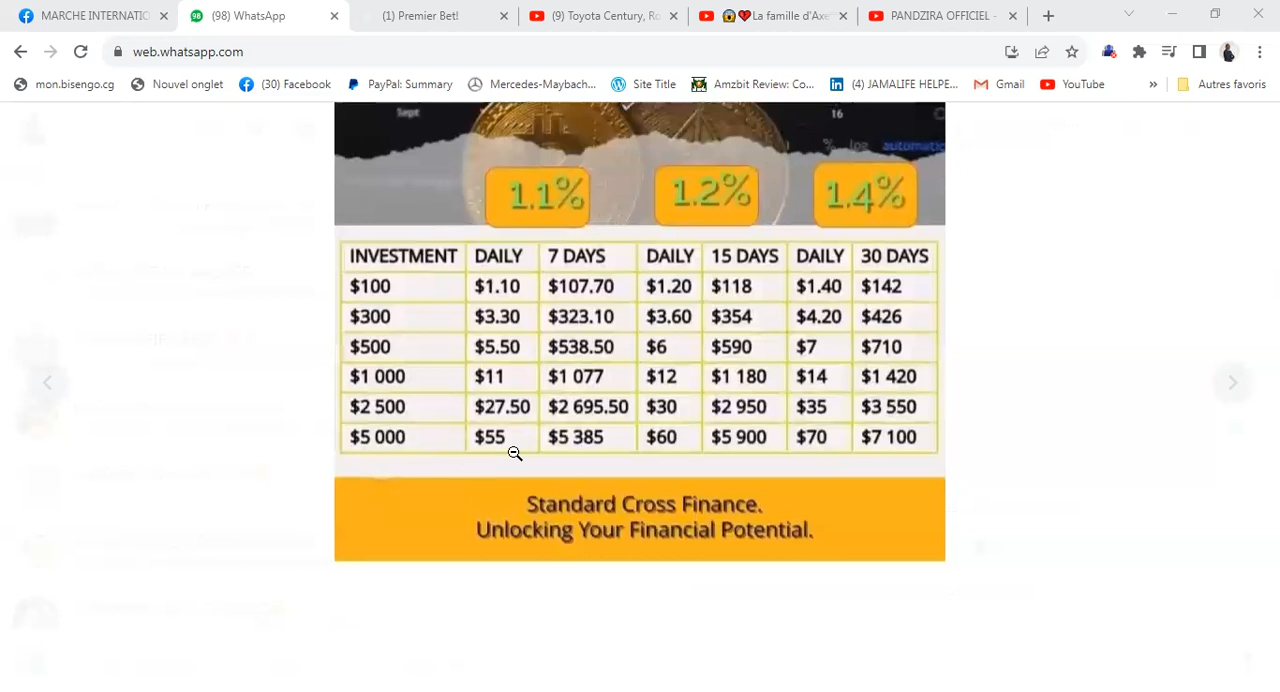 MARCHE INTERNATIO
(98) WhatsApp
(1) Premier Bet!
(9) Toyota Century, Ro
😱💔La famille d'Axe
PANDZIRA OFFICIEL -
web.whatsapp.com
mon.bisengo.cg
Nouvel onglet
(30) Facebook
PayPal: Summary
Mercedes-Maybach...
Site Title
Amzbit Review: Co...
(4) JAMALIFE HELPE...
Gmail
YouTube
»
Autres favoris
Sept
16
% log automatic
1.1% 1.2% 1.4%
INVESTMENT DAILY 7 DAYS DAILY 15 DAYS DAILY 30 DAYS
$100 $1.10 $107.70 $1.20 $118 $1.40 $142
$300 $3.30 $323.10 $3.60 $354 $4.20 $426
$500 $5.50 $538.50 $6 $590 $7 $710
$1 000 $11 $1 077 $12 $1 180 $14 $1 420
$2 500 $27.50 $2 695.50 $30 $2 950 $35 $3 550
$5 000 $55 $5 385 $60 $5 900 $70 $7 100
Standard Cross Finance.
Unlocking Your Financial Potential.